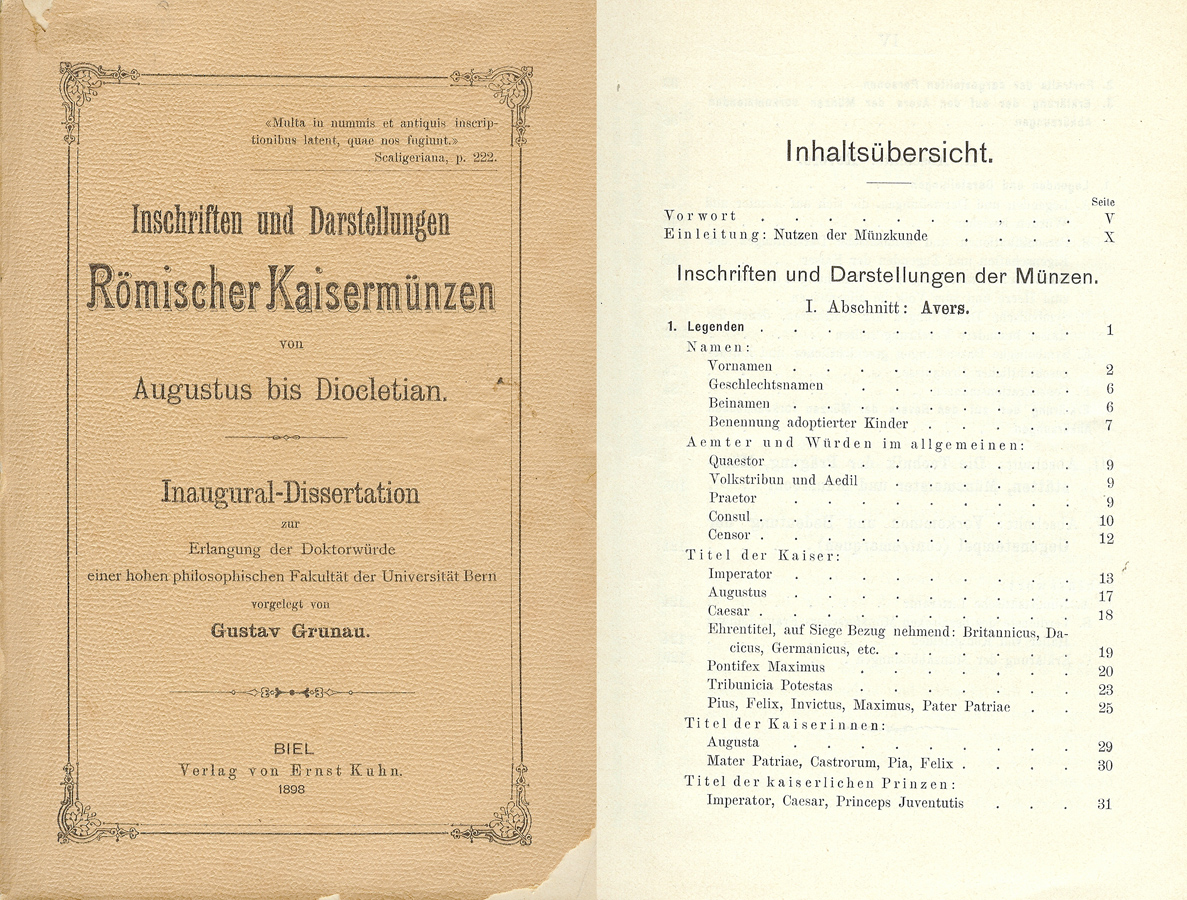 «Multa in nummis et antiquis inscrip-
tionibus latent, quae nos fugiunt.»
Scaligeriana, p. 222.
Inschriften und Darstellungen
Römischer Kaisermünzen
von
Augustus bis Diocletian.
Inaugural-Dissertation
zur
Erlangung der Doktorwürde
einer hohen philosophischen Fakultät der Universität Bern
vorgelegt von
Gustav Grunau.
BIEL
Verlag von Ernst Kuhn.
1898
Inhaltsübersicht.
Seite
Vorwort . . . . . . . . . . V
Einleitung: Nutzen der Münzkunde . . . . X
Inschriften und Darstellungen der Münzen.
I. Abschnitt: Avers.
1. Legenden . . . . . . . . . . 1
Namen:
Vornamen . . . . . . . . . 2
Geschlechtsnamen . . . . . . . 6
Beinamen . . . . . . . . . 6
Benennung adoptierter Kinder . . . . . 7
Aemter und Würden im allgemeinen:
Quaestor . . . . . . . . . 9
Volkstribun und Aedil . . . . . . 9
Praetor . . . . . . . . . 9
Consul . . . . . . . . . . 10
Censor . . . . . . . . . . 12
Titel der Kaiser:
Imperator . . . . . . . . . 13
Augustus . . . . . . . . . 17
Caesar . . . . . . . . . . 18
Ehrentitel, auf Siege Bezug nehmend: Britannicus, Da-
cicus, Germanicus, etc. . . . . . . 19
Pontifex Maximus . . . . . . . 20
Tribunicia Potestas . . . . . . . 23
Pius, Felix, Invictus, Maximus, Pater Patriae . . 25
Titel der Kaiserinnen:
Augusta . . . . . . . . . 29
Mater Patriae, Castrorum, Pia, Felix . . . . 30
Titel der kaiserlichen Prinzen:
Imperator, Caesar, Princeps Juventutis . . . 31